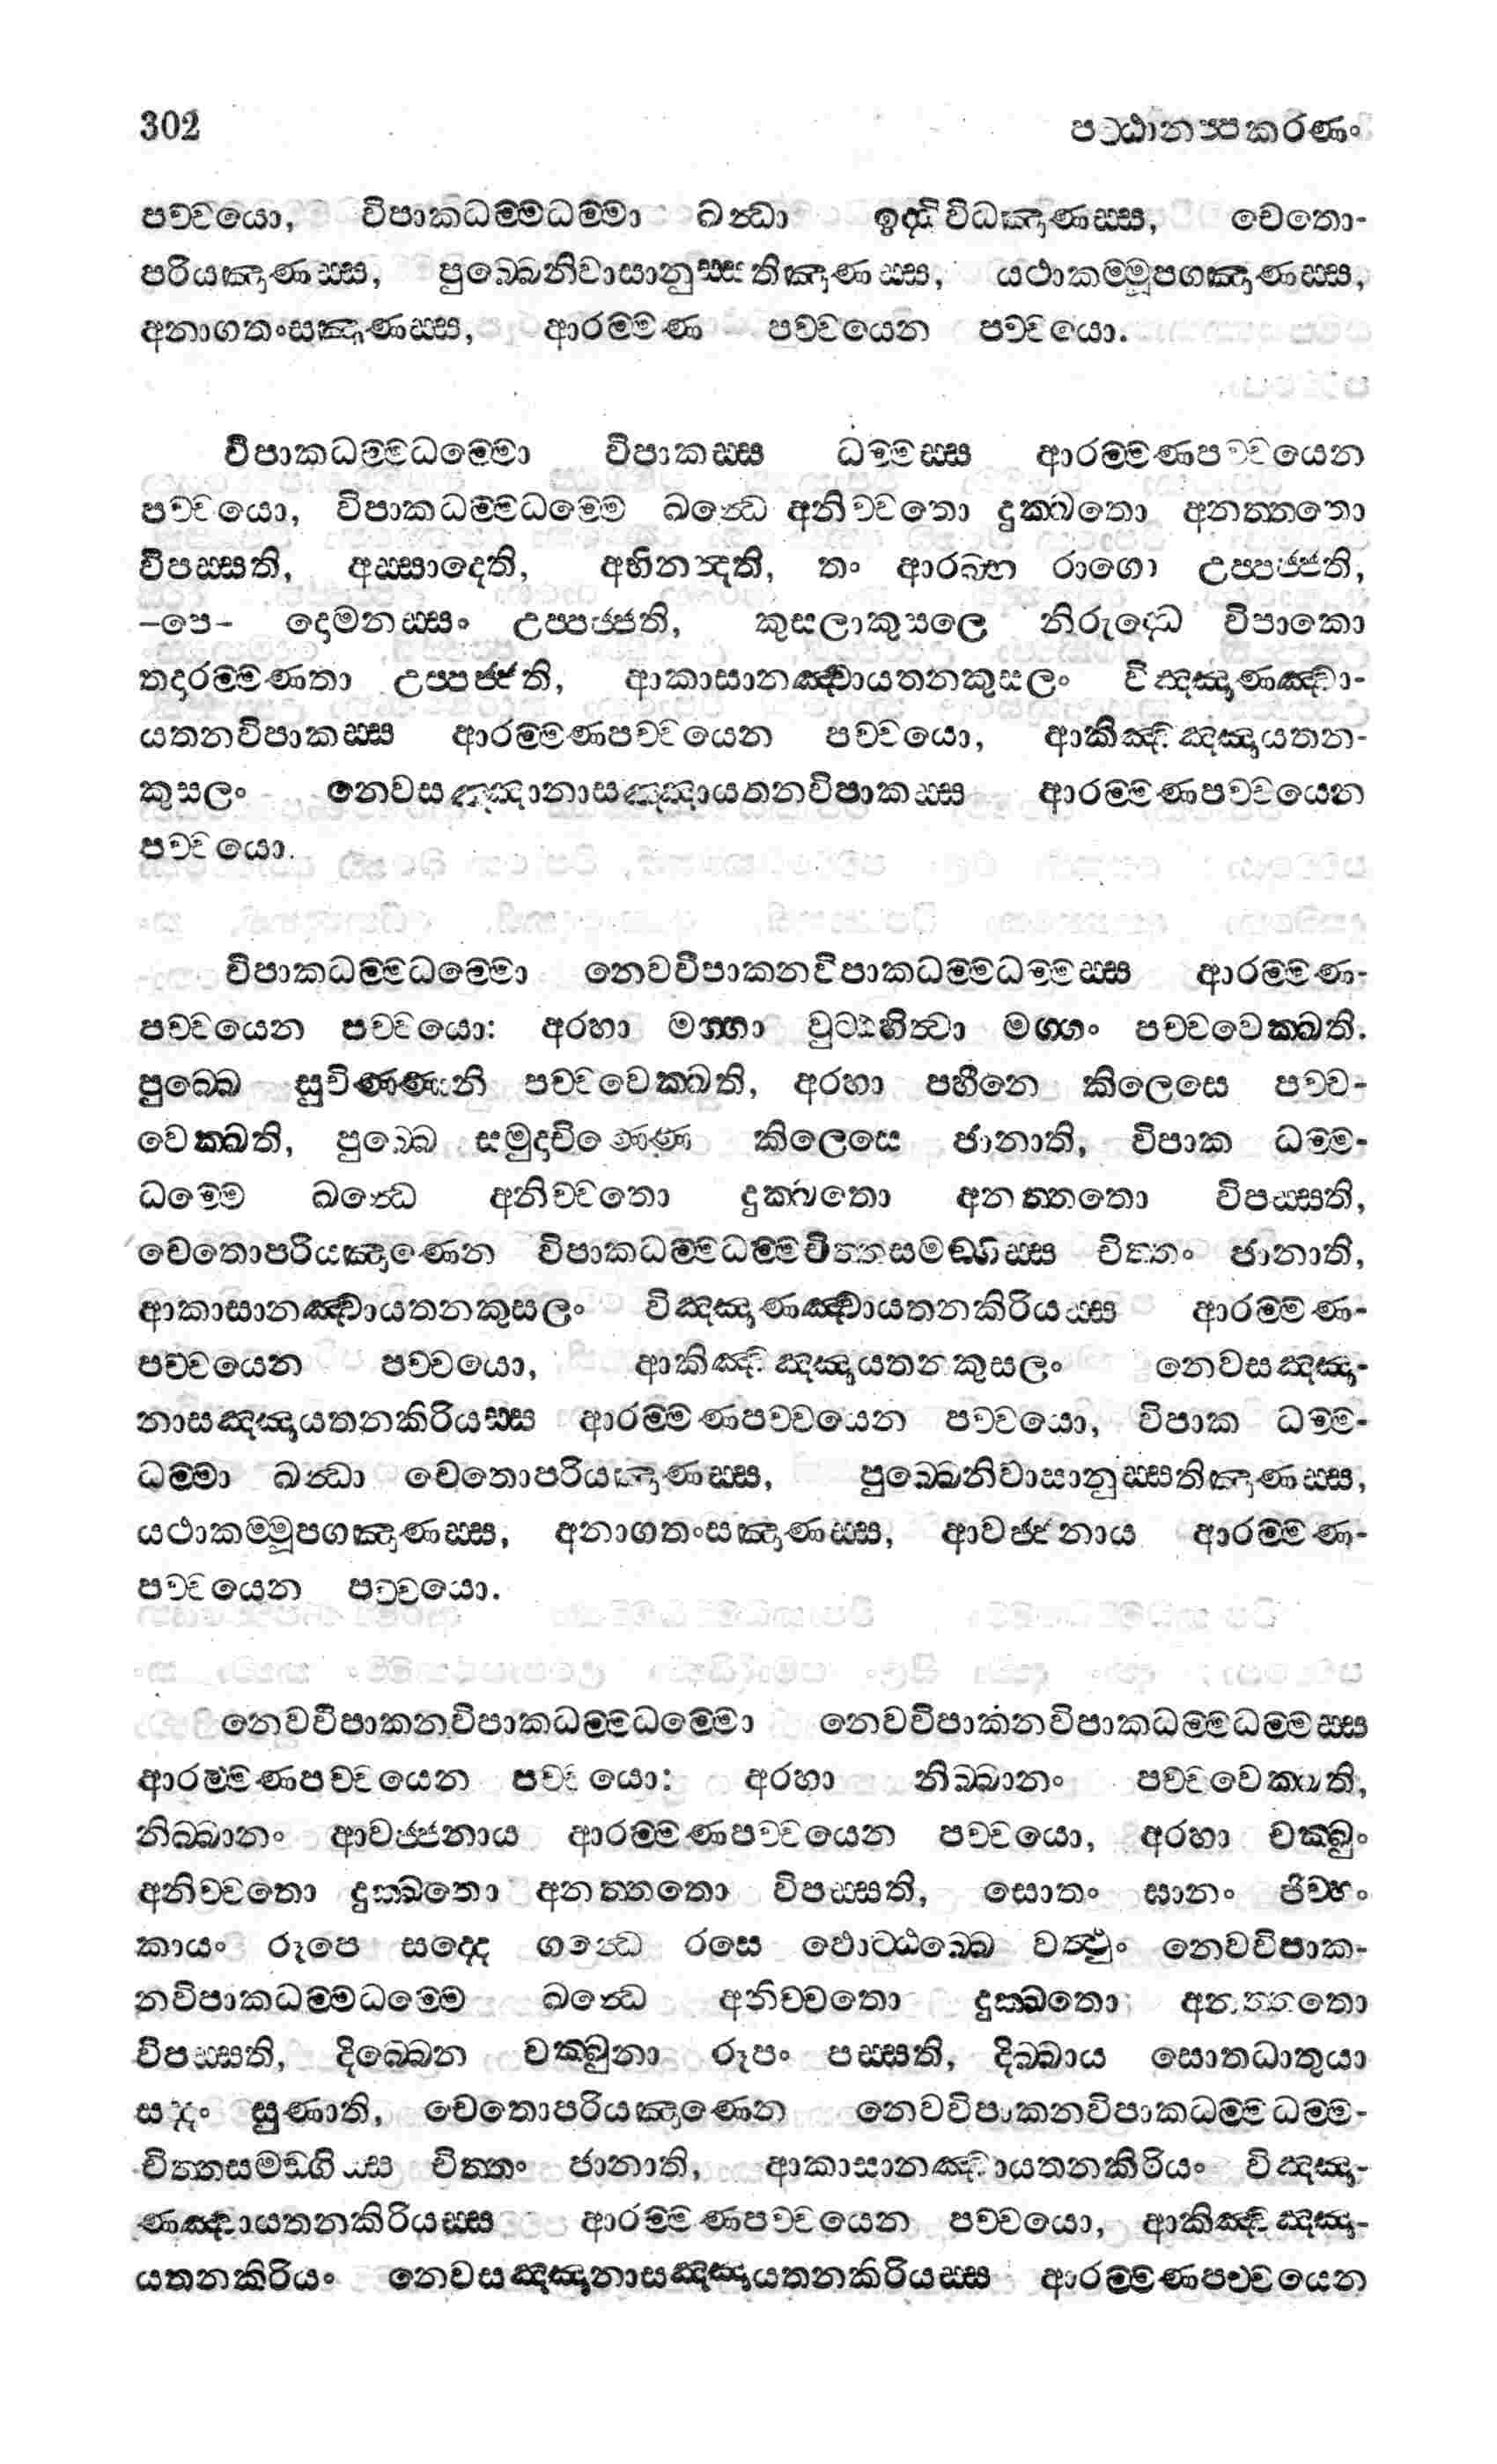 302 පට්ඨානප්පකරණං
පච්චයො, විපාකධම්මධම්මා ඛන්ධා ඉද්ධිවිධඤාණස්ස, චෙතො-
පරියඤාණස්ස, පුබ්බෙනිවාසානුස්සතිඤාණස්ස, යථාකම්මූපගඤාණස්ස,
අනාගතංසඤාණස්ස, ආරම්මණ පච්චයෙන පච්චයො.
විපාකධම්මධම්මො විපාකස්ස ධම්මස්ස ආරම්මණපච්චයෙන
පච්චයො, විපාකධම්මධම්මෙ ඛන්ධෙ අනිච්චතො දුක්ඛතො අනත්තතො
විපස්සති, අස්සාදෙති, අභිනන්දති, තං ආරබ්භ රාගො උප්පජ්ජති,
–පෙ– දොමනස්සං උප්පජ්ජති, කුසලාකුසලෙ නිරුද්ධෙ විපාකො
තදාරම්මණතා උප්පජ්ජති, ආකාසානඤ්චායතනකුසලං විඤ්ඤාණඤ්චා-
යතනවිපාකස්ස ආරම්මණපච්චයෙන පච්චයො, ආකිඤ්චඤ්ඤායතන-
කුසලං නෙවසඤ්ඤානාසඤ්ඤායතනවිපාකස්ස ආරම්මණපච්චයෙන
පච්චයො.
විපාකධම්මධම්මො නෙවවිපාකනවිපාකධම්මධම්මස්ස ආරම්මණ-
පච්චයෙන පච්චයො: අරහා මග්ගා වුට්ඨහිත්වා මග්ගං පච්චවෙක්ඛති.
පුබ්බෙ සුචිණ්ණානි පච්චවෙක්ඛති, අරහා පහීනෙ කිලෙසෙ පච්ච-
වෙක්ඛති, පුබ්බෙ සමුදාචිණ්ණෙ කිලෙසෙ ජානාති, විපාක ධම්ම-
ධම්මෙ ඛන්ධෙ අනිච්චතො දුක්ඛතො අනත්තතො විපස්සති,
චෙතොපරියඤාණෙන විපාකධම්මධම්මචිත්තසමඞ්ගිස්ස චිත්තං ජානාති,
ආකාසානඤ්චායතනකුසලං විඤ්ඤාණඤ්චායතනකිරියස්ස ආරම්මණ-
පච්චයෙන පච්චයො, ආකිඤ්චඤ්ඤායතනකුසලං නෙවසඤ්ඤා-
නාසඤ්ඤායතනකිරියස්ස ආරම්මණපච්චයෙන පච්චයො, විපාක ධම්ම-
ධම්මා ඛන්ධා චෙතොපරියඤාණස්ස, පුබ්බෙනිවාසානුස්සතිඤාණස්ස,
යථාකම්මූපගඤාණස්ස, අනාගතංසඤාණස්ස, ආවජ්ජනාය ආරම්මණ-
පච්චයෙන පච්චයො.
නෙවවිපාකනවිපාකධම්මධම්මො නෙවවිපාකනවිපාකධම්මධම්මස්ස
ආරම්මණපච්චයෙන පච්චයො: අරහා නිබ්බානං පච්චවෙක්ඛති,
නිබ්බානං ආවජ්ජනාය ආරම්මණපච්චයෙන පච්චයො, අරහා චක්ඛුං
අනිච්චතො දුක්ඛතො අනත්තතො විපස්සති, සොතං ඝානං ජිව්හං
කායං රූපෙ සද්දෙ ගන්ධෙ රසෙ ඵොට්ඨබ්බෙ වත්ථුං නෙවවිපාක-
නවිපාකධම්මධම්මෙ ඛන්ධෙ අනිච්චතො දුක්ඛතො අනත්තතො
විපස්සති, දිබ්බෙන චක්ඛුනා රූපං පස්සති, දිබ්බාය සොතධාතුයා
සද්දං සුණාති, චෙතොපරියඤාණෙන නෙවවිපාකනවිපාකධම්මධම්ම-
චිත්තසමඞ්ගිස්ස චිත්තං ජානාති, ආකාසානඤ්චායතනකිරියං විඤ්ඤා-
ණඤ්චායතනකිරියස්ස ආරම්මණපච්චයෙන පච්චයො, ආකිඤ්චඤ්ඤා-
යතනකිරියං නෙවසඤ්ඤානාසඤ්ඤායතනකිරියස්ස ආරම්මණපච්චයෙන